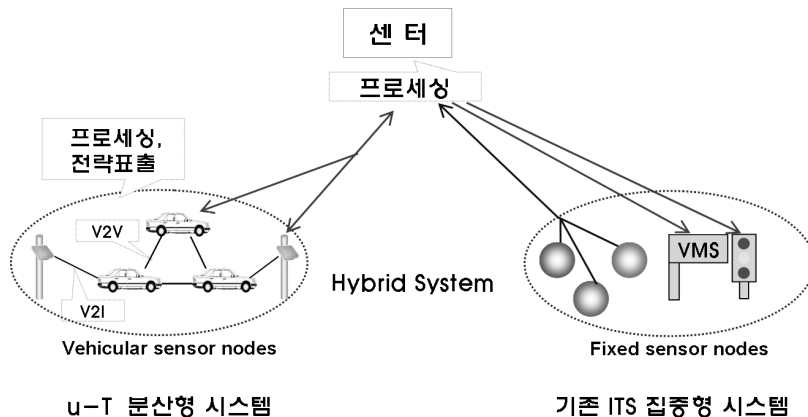 센 터
프로세싱
프로세싱,
전략표출
V2V
V2I
VMS
Hybrid System
Vehicular sensor nodes
Fixed sensor nodes
u-T 분산형 시스템
기존 ITS 집중형 시스템